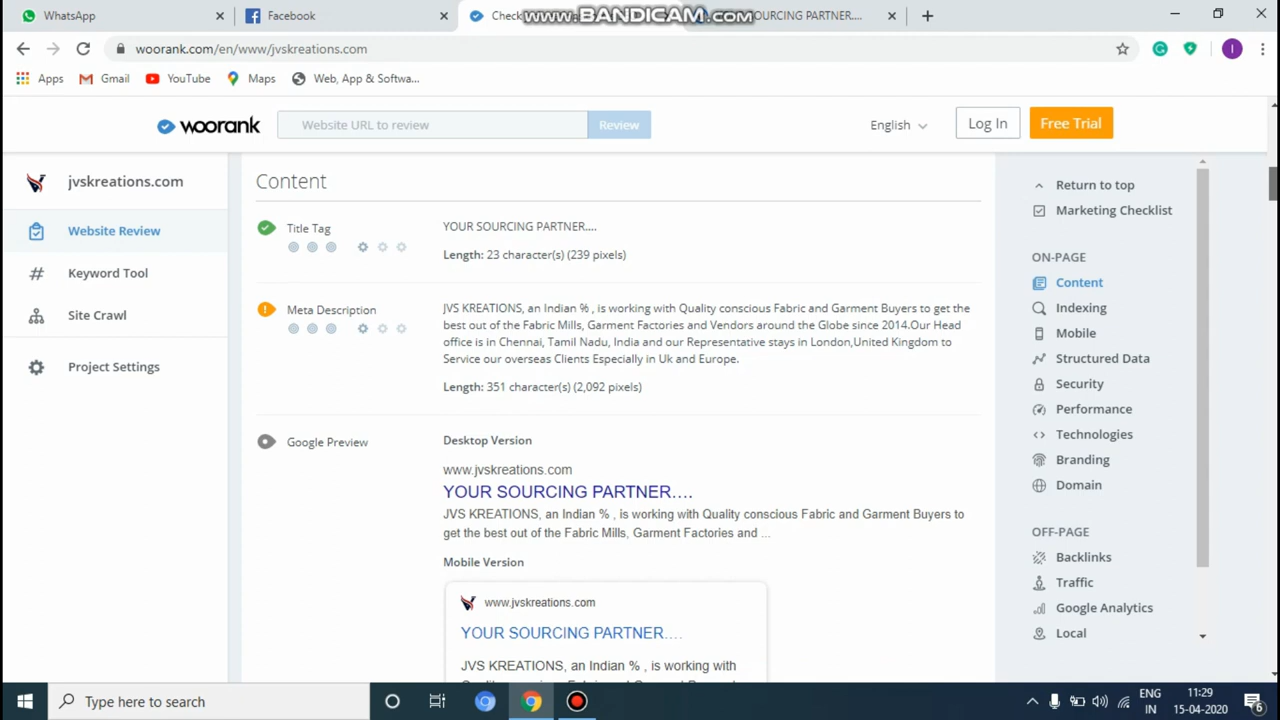 WhatsApp
Facebook
Check
www.BANDICAM.com
SOURCING PARTNER....
woorank.com/en/www/jvskreations.com
Apps
Gmail
YouTube
Maps
Web, App & Softwa...
woorank
Website URL to review
Review
English
Log In
Free Trial
jvskreations.com
Website Review
Keyword Tool
Site Crawl
Project Settings
Content
Title Tag
YOUR SOURCING PARTNER....
Length: 23 character(s) (239 pixels)
Meta Description
JVS KREATIONS, an Indian % , is working with Quality conscious Fabric and Garment Buyers to get the
best out of the Fabric Mills, Garment Factories and Vendors around the Globe since 2014.Our Head
office is in Chennai, Tamil Nadu, India and our Representative stays in London,United Kingdom to
Service our overseas Clients Especially in Uk and Europe.
Length: 351 character(s) (2,092 pixels)
Google Preview
Desktop Version
www.jvskreations.com
YOUR SOURCING PARTNER....
JVS KREATIONS, an Indian % , is working with Quality conscious Fabric and Garment Buyers to
get the best out of the Fabric Mills, Garment Factories and ...
Mobile Version
www.jvskreations.com
YOUR SOURCING PARTNER....
JVS KREATIONS, an Indian % , is working with
Return to top
Marketing Checklist
ON-PAGE
Content
Indexing
Mobile
Structured Data
Security
Performance
Technologies
Branding
Domain
OFF-PAGE
Backlinks
Traffic
Google Analytics
Local
Type here to search
ENG
IN
11:29
15-04-2020
6
I